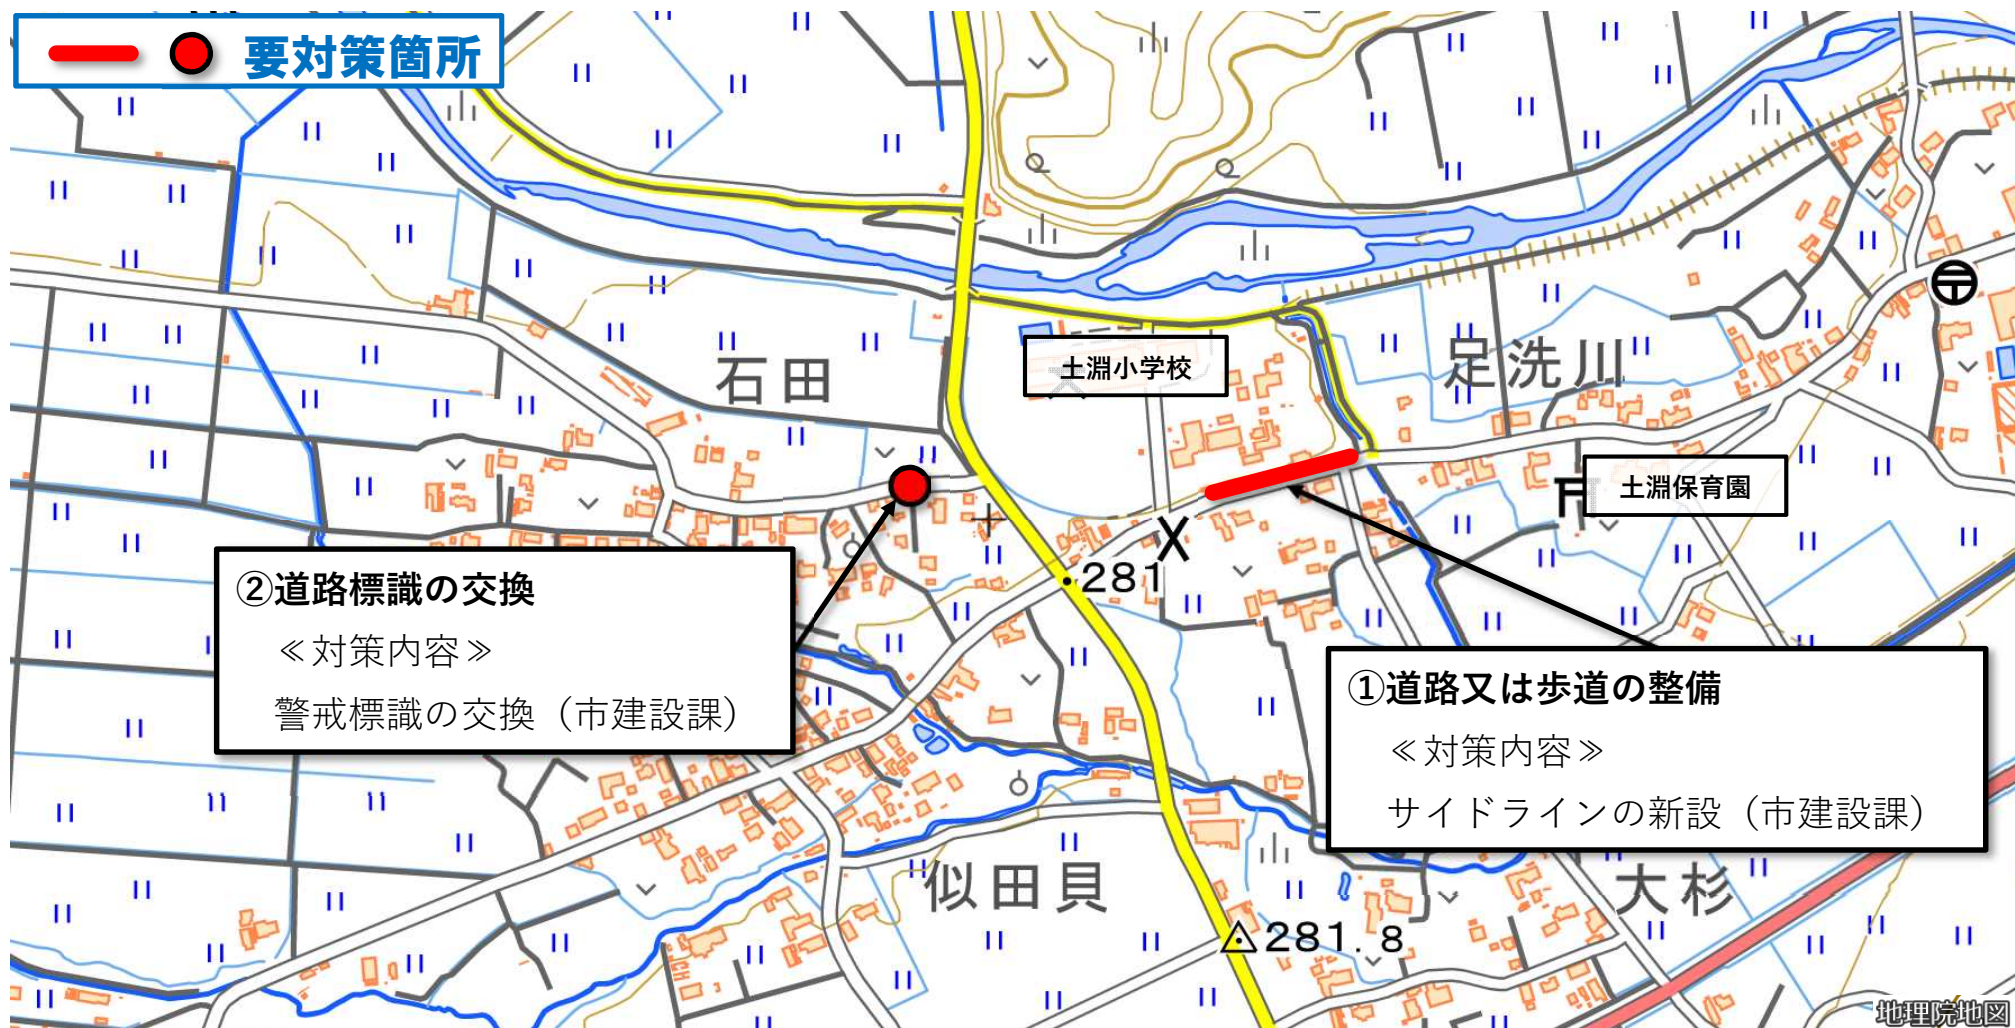 要対策箇所
石田
土淵小学校
足洗川
土淵保育園
281
②道路標識の交換
≪対策内容≫
警戒標識の交換（市建設課）
①道路又は歩道の整備
≪対策内容≫
サイドラインの新設（市建設課）
似田貝
大杉
281.8
地理院地図